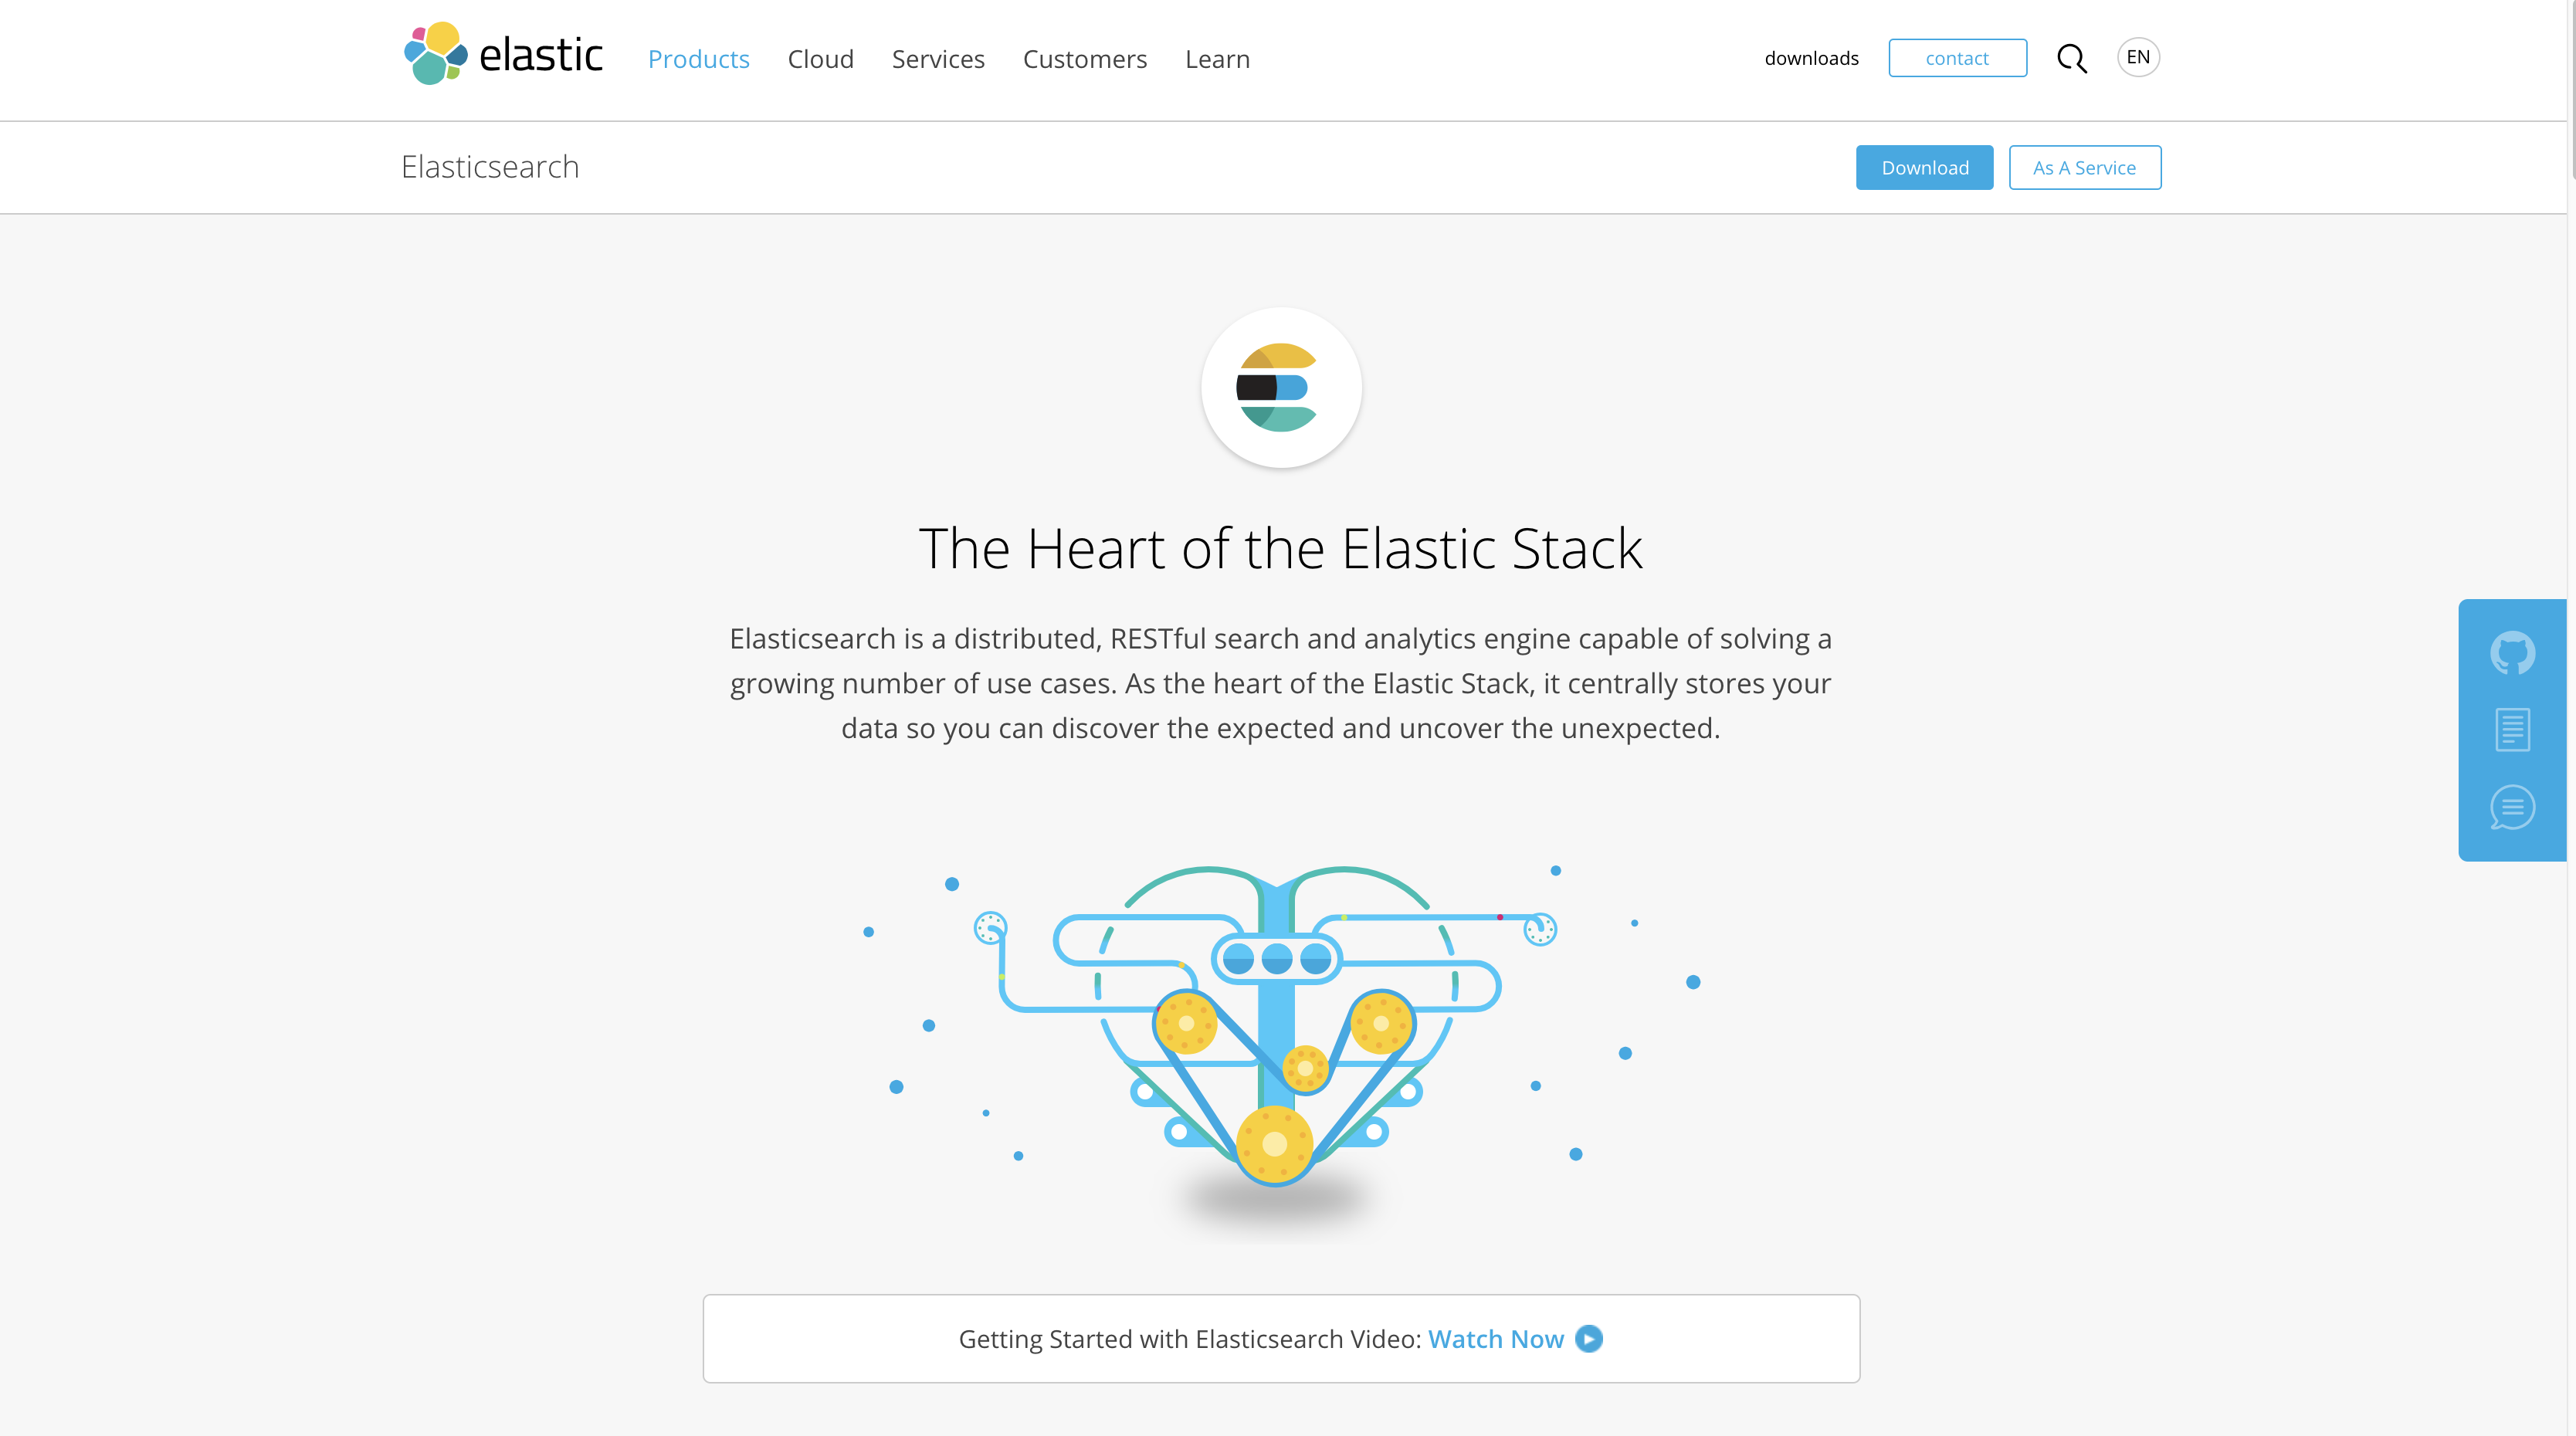 elastic
Products Cloud Services Customers Learn
downloads contact EN
Elasticsearch
Download As A Service
The Heart of the Elastic Stack
Elasticsearch is a distributed, RESTful search and analytics engine capable of solving a
growing number of use cases. As the heart of the Elastic Stack, it centrally stores your
data so you can discover the expected and uncover the unexpected.
Getting Started with Elasticsearch Video: Watch Now